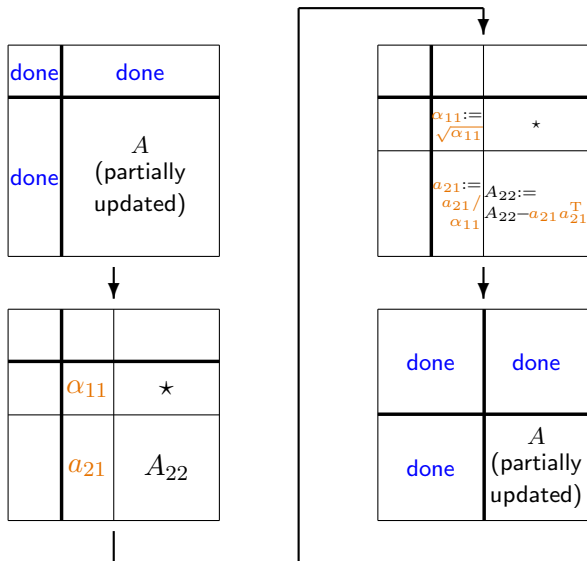 done done
done
A
(partially
updated)
α₁₁ ⋆
a₂₁ A₂₂
α₁₁:=
√α₁₁
⋆
a₂₁:=
a₂₁/
α₁₁
A₂₂:=
A₂₂−a₂₁a₂₁ᵀ
done done
done
A
(partially
updated)